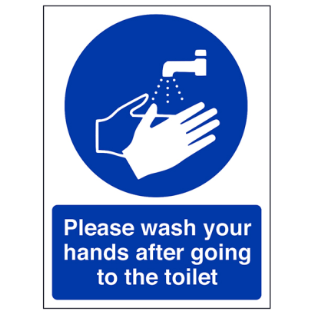 Please wash your
hands after going
to the toilet